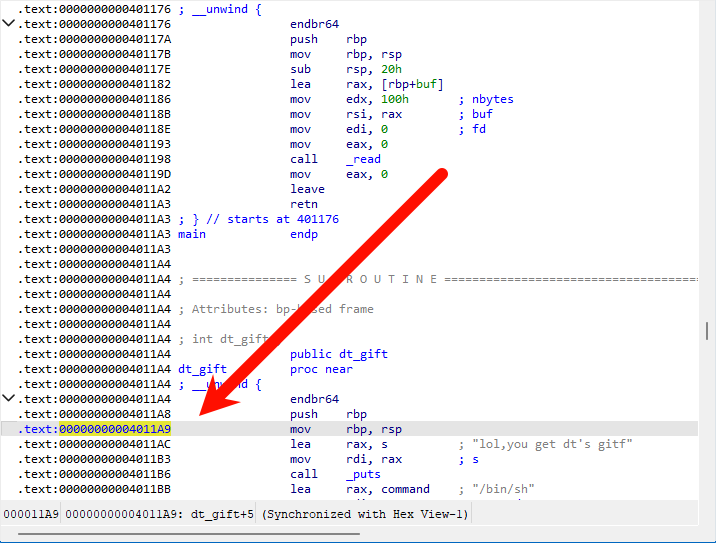 .text:0000000000401176 ; __unwind {
.text:0000000000401176 endbr64
.text:000000000040117A push rbp
.text:000000000040117B mov rbp, rsp
.text:000000000040117E sub rsp, 20h
.text:0000000000401182 lea rax, [rbp+buf]
.text:0000000000401186 mov edx, 100h ; nbytes
.text:000000000040118B mov rsi, rax ; buf
.text:000000000040118E mov edi, 0 ; fd
.text:0000000000401193 mov eax, 0
.text:0000000000401198 call _read
.text:000000000040119D mov eax, 0
.text:00000000004011A2 leave
.text:00000000004011A3 retn
.text:00000000004011A3 ; } // starts at 401176
.text:00000000004011A3 main endp
.text:00000000004011A3
.text:00000000004011A4
.text:00000000004011A4 ; =============== S U R O U T I N E =====================================
.text:00000000004011A4
.text:00000000004011A4 ; Attributes: bp-based frame
.text:00000000004011A4
.text:00000000004011A4 ; int dt_gift
.text:00000000004011A4 public dt_gift
.text:00000000004011A4 dt_gift proc near
.text:00000000004011A4 ; __unwind {
.text:00000000004011A4 endbr64
.text:00000000004011A8 push rbp
.text:00000000004011A9 mov rbp, rsp
.text:00000000004011AC lea rax, s ; "lol,you get dt's gitf"
.text:00000000004011B3 mov rdi, rax ; s
.text:00000000004011B6 call _puts
.text:00000000004011BB lea rax, command ; "/bin/sh"
000011A9 00000000004011A9: dt_gift+5 (Synchronized with Hex View-1)